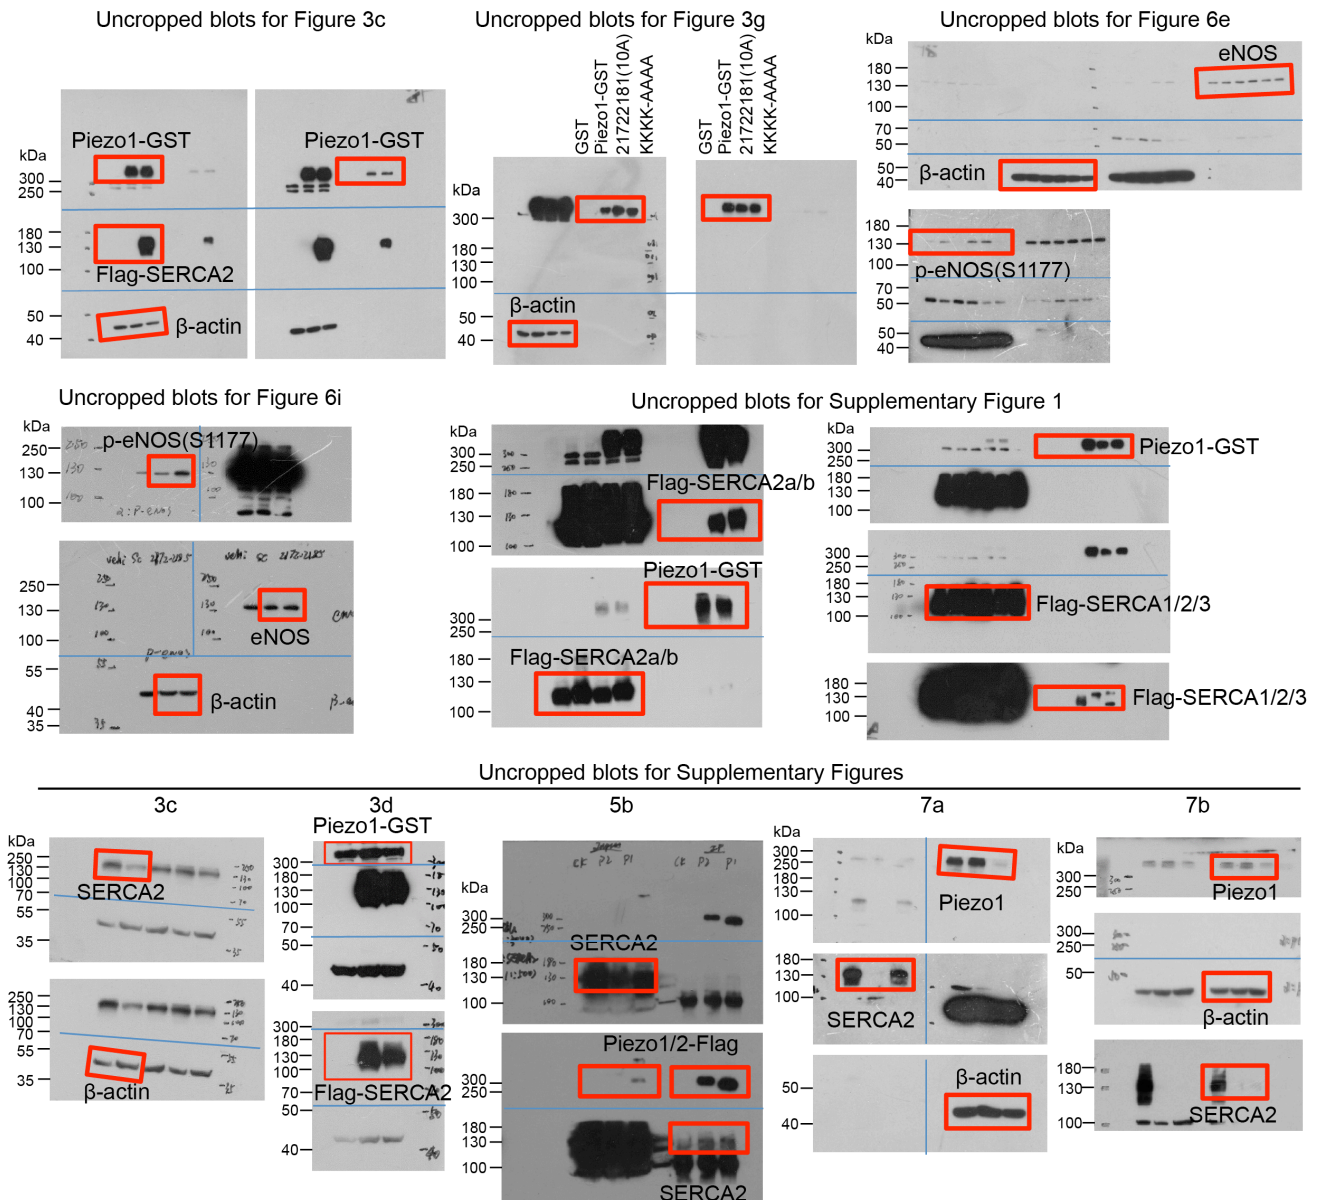 Uncropped blots for Figure 3c
kDa
Piezo1-GST
Piezo1-GST
300
250
180
130
100
Flag-SERCA2
50
40
β-actin
Uncropped blots for Figure 3g
GST
Piezo1-GST
21722181(10A)
KKKK-AAAA
GST
Piezo1-GST
21722181(10A)
KKKK-AAAA
kDa
300
180
130
100
50
40
β-actin
Uncropped blots for Figure 6e
kDa
eNOS
180
130
100
70
50
50
40
β-actin
180
130
100
70
50
50
40
p-eNOS(S1177)
Uncropped blots for Figure 6i
kDa
p-eNOS(S1177)
250
130
100
250
130
100
55
40
35
eNOS
β-actin
Uncropped blots for Supplementary Figure 1
kDa
300
250
180
130
100
Flag-SERCA2a/b
Piezo1-GST
300
250
180
130
100
Flag-SERCA2a/b
kDa
300
250
180
130
100
Piezo1-GST
300
250
180
130
100
Flag-SERCA1/2/3
180
130
100
Flag-SERCA1/2/3
Uncropped blots for Supplementary Figures
3c
kDa
250
130
100
70
55
35
SERCA2
250
130
100
70
55
35
β-actin
3d
Piezo1-GST
300
180
130
100
70
50
40
300
180
130
100
70
50
40
Flag-SERCA2
5b
kDa
CK P2 P1
CK P2 P1
300
250
180
130
100
SERCA2
Piezo1/2-Flag
300
250
180
130
100
SERCA2
7a
kDa
300
250
180
130
100
Piezo1
180
130
100
SERCA2
β-actin
50
40
7b
kDa
300
250
Piezo1
300
250
50
β-actin
180
130
100
SERCA2